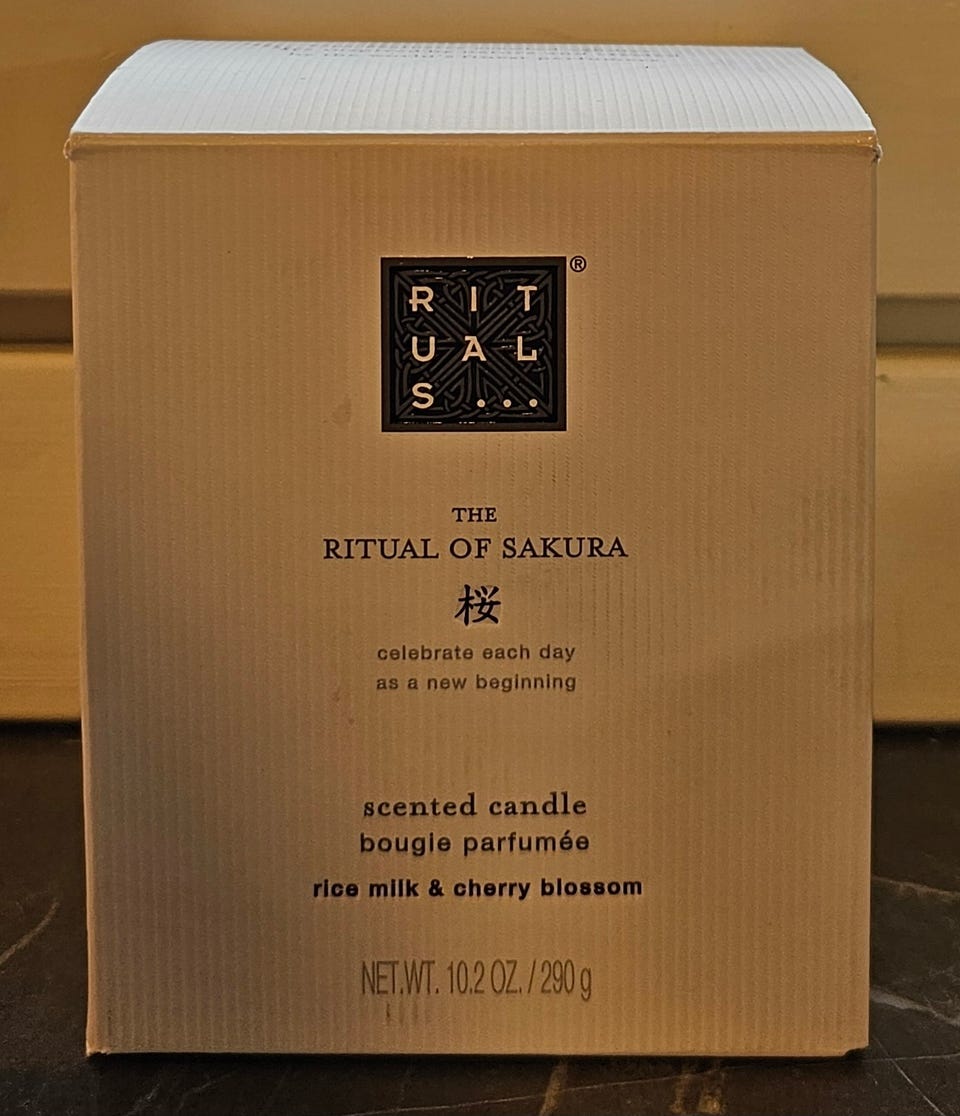 RIT
UAL
S...
®
THE
RITUAL OF SAKURA
桜
celebrate each day
as a new beginning
scented candle
bougie parfumée
rice milk & cherry blossom
NET.WT. 10.2 OZ. / 290 g